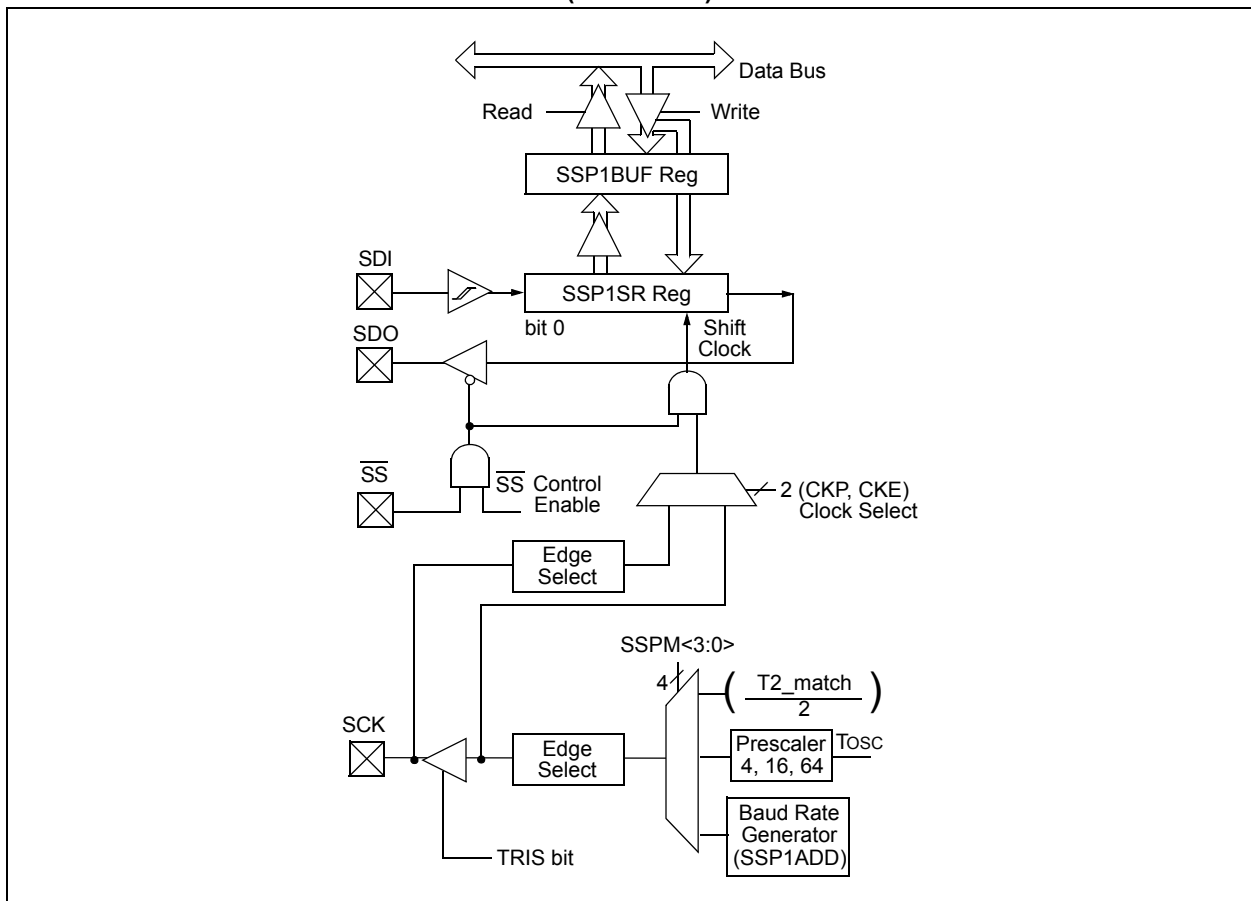 Data Bus
Read
Write
SSP1BUF Reg
SDI
SSP1SR Reg
bit 0
Shift
Clock
SDO
SS
SS Control
Enable
2 (CKP, CKE)
Clock Select
Edge
Select
SSPM<3:0>
4
( T2_match )
2
SCK
Edge
Select
Prescaler
4, 16, 64
TOSC
Baud Rate
Generator
(SSP1ADD)
TRIS bit